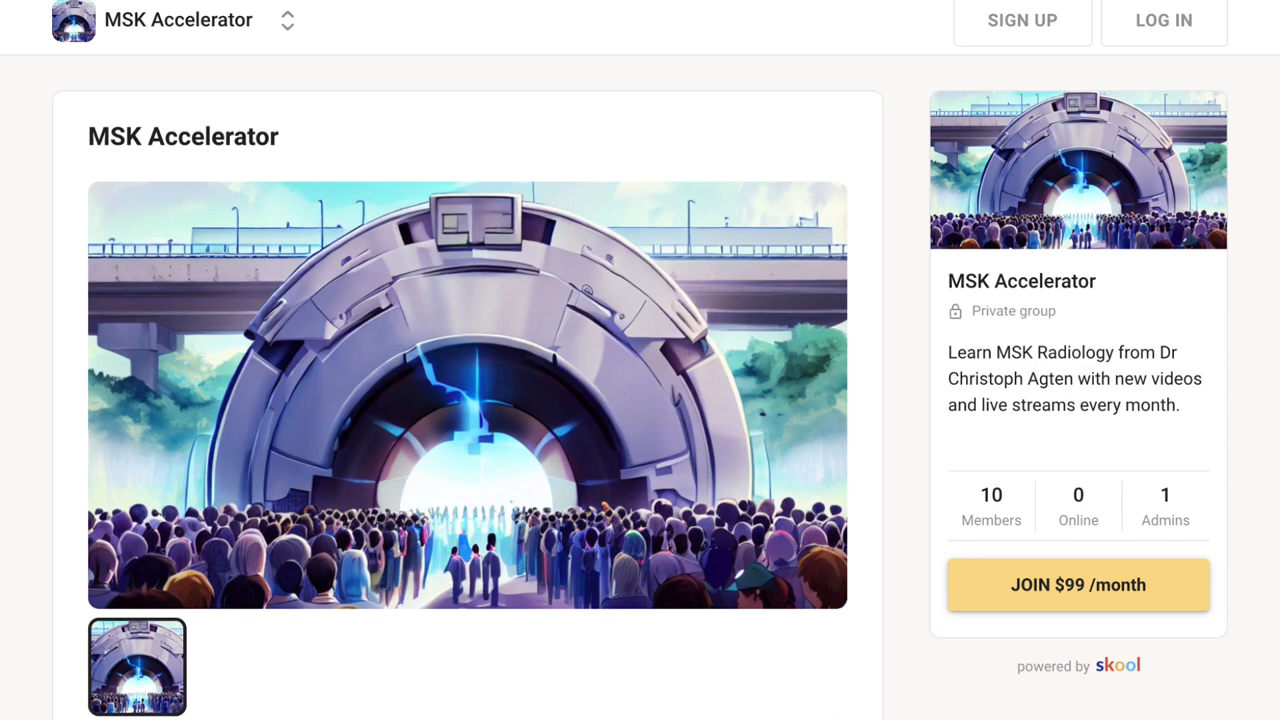 MSK Accelerator
SIGN UP
LOG IN
MSK Accelerator
MSK Accelerator
Private group
Learn MSK Radiology from Dr
Christoph Agten with new videos
and live streams every month.
10
Members
0
Online
1
Admins
JOIN $99 /month
powered by skool